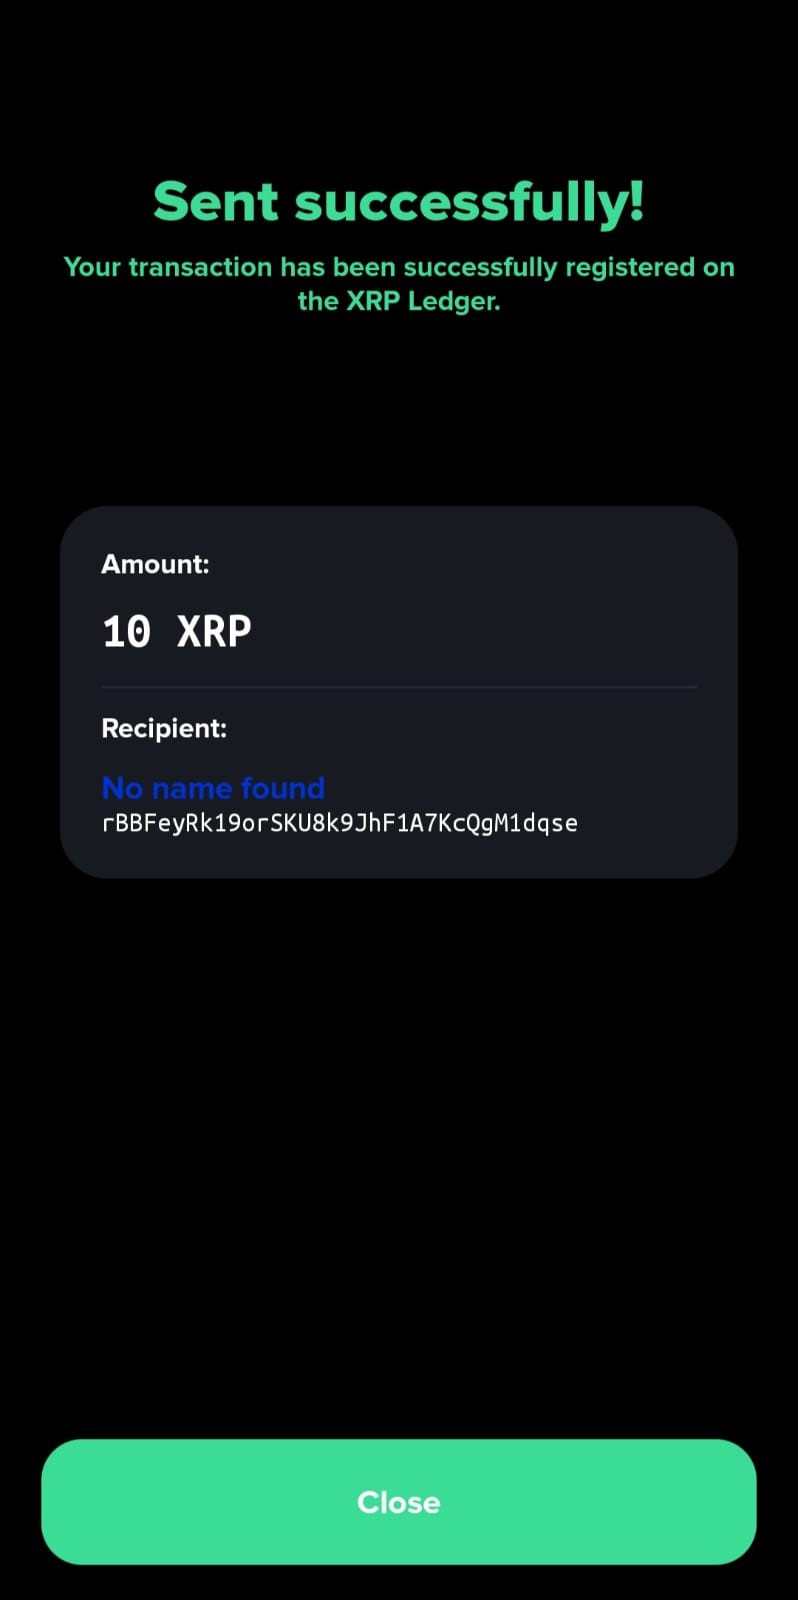 Sent successfully!
Your transaction has been successfully registered on
the XRP Ledger.
Amount:
10 XRP
Recipient:
No name found
rBBFeyRk19orSKU8k9JhF1A7KcQgM1dqse
Close